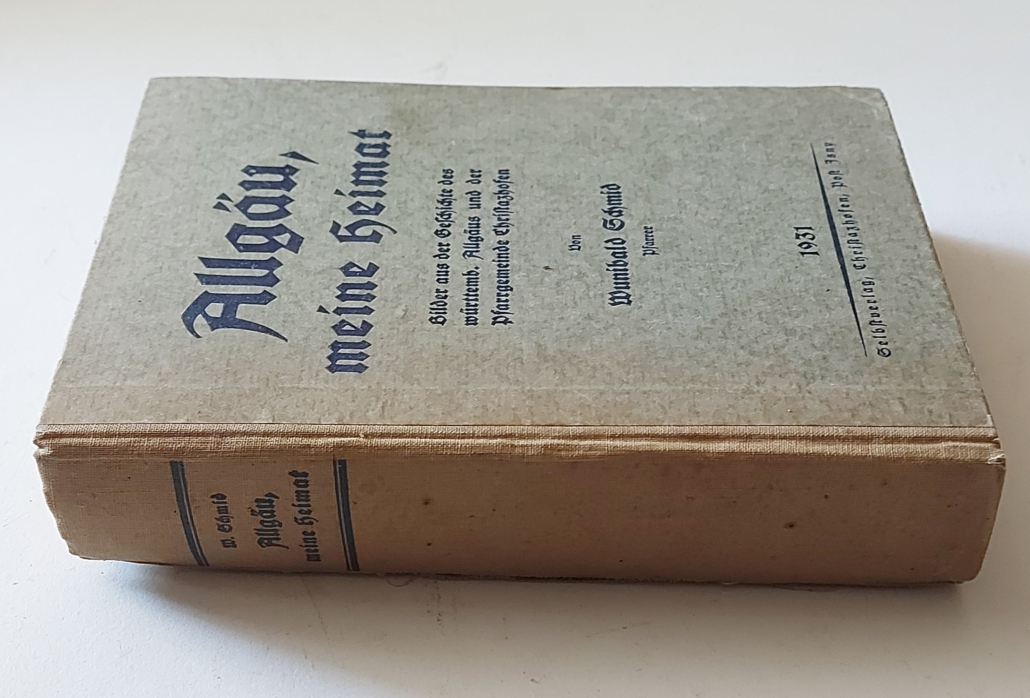 Allgäu,
meine Heimat
Bilder aus der Geschichte des
württemb. Allgäus und der
Pfarrgemeinde Christazhofen
Von
Wunibald Schmid
Pfarrer
1931
Selbstverlag, Christazhofen, Post Isny
W. Schmid
Allgäu,
meine Heimat